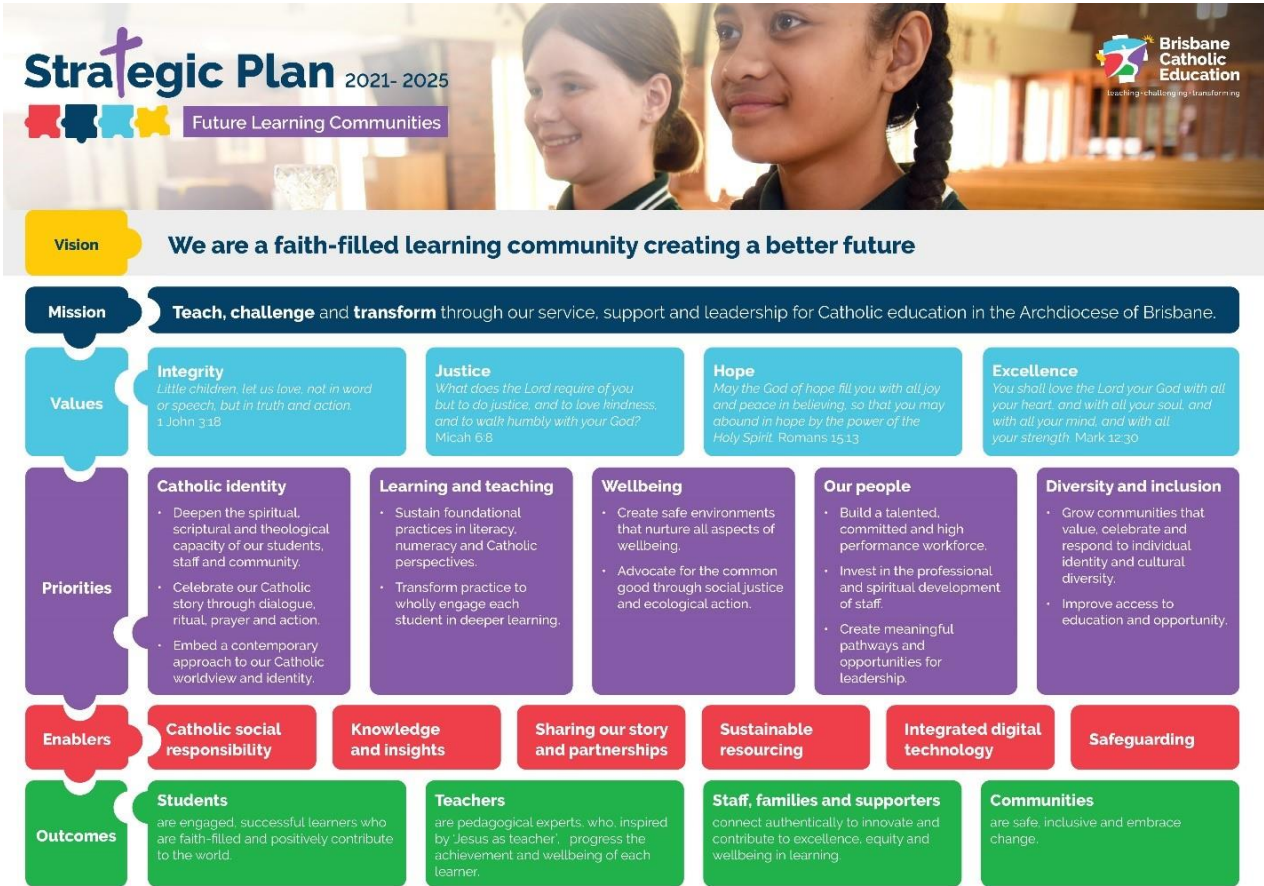 Strategic Plan 2021- 2025
Future Learning Communities
Brisbane
Catholic
Education
teaching • challenging • transforming
Vision
We are a faith-filled learning community creating a better future
Mission
Teach, challenge and transform through our service, support and leadership for Catholic education in the Archdiocese of Brisbane.
Values
Integrity
Little children, let us love, not in word
or speech, but in truth and action.
1 John 3:18
Justice
What does the Lord require of you
but to do justice, and to love kindness,
and to walk humbly with your God?
Micah 6:8
Hope
May the God of hope fill you with all joy
and peace in believing, so that you may
abound in hope by the power of the
Holy Spirit. Romans 15:13
Excellence
You shall love the Lord your God with all
your heart, and with all your soul, and
with all your mind, and with all
your strength. Mark 12:30
Priorities
Catholic identity
• Deepen the spiritual,
scriptural and theological
capacity of our students,
staff and community.
• Celebrate our Catholic
story through dialogue,
ritual, prayer and action.
• Embed a contemporary
approach to our Catholic
worldview and identity.
Learning and teaching
• Sustain foundational
practices in literacy,
numeracy and Catholic
perspectives.
• Transform practice to
wholly engage each
student in deeper learning.
Wellbeing
• Create safe environments
that nurture all aspects of
wellbeing.
• Advocate for the common
good through social justice
and ecological action.
Our people
• Build a talented,
committed and high
performance workforce.
• Invest in the professional
and spiritual development
of staff.
• Create meaningful
pathways and
opportunities for
leadership.
Diversity and inclusion
• Grow communities that
value, celebrate and
respond to individual
identity and cultural
diversity.
• Improve access to
education and opportunity.
Enablers
Catholic social
responsibility
Knowledge
and insights
Sharing our story
and partnerships
Sustainable
resourcing
Integrated digital
technology
Safeguarding
Outcomes
Students
are engaged, successful learners who
are faith-filled and positively contribute
to the world.
Teachers
are pedagogical experts, who, inspired
by 'Jesus as teacher', progress the
achievement and wellbeing of each
learner.
Staff, families and supporters
connect authentically to innovate and
contribute to excellence, equity and
wellbeing in learning.
Communities
are safe, inclusive and embrace
change.